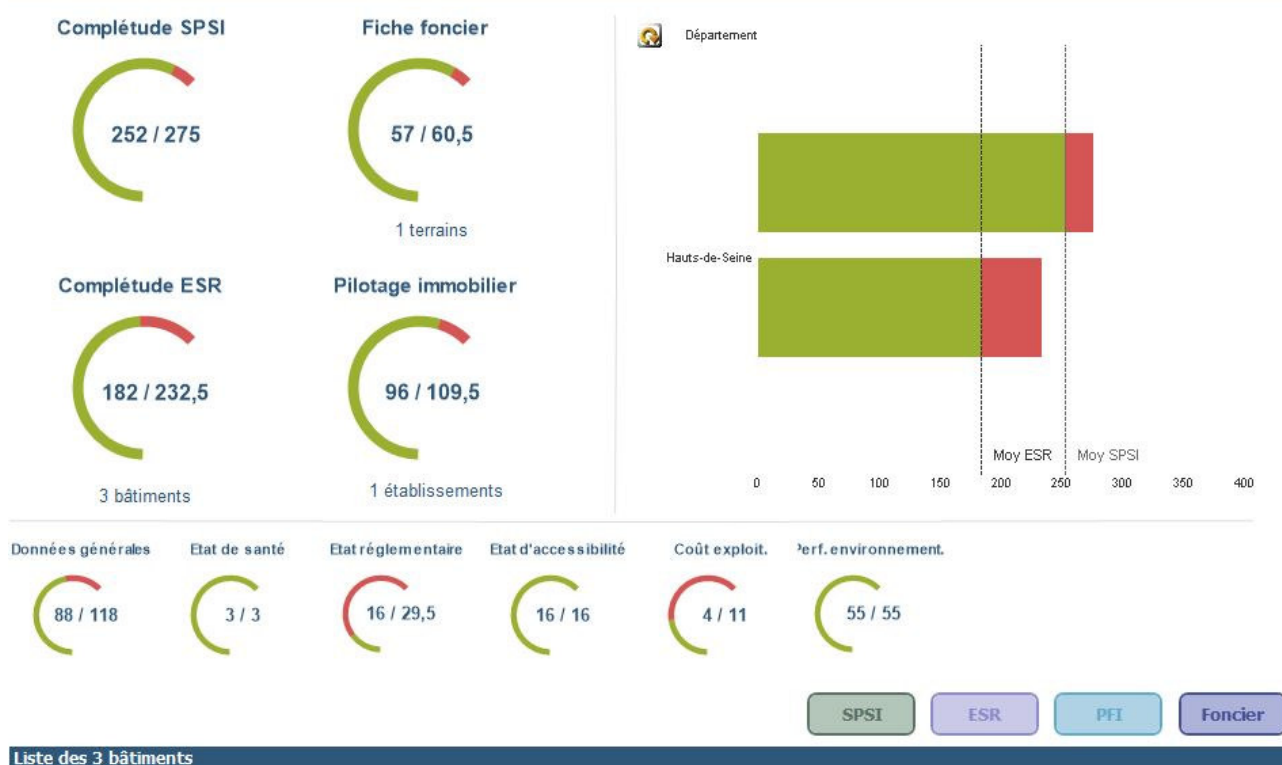 Complétude SPSI
252 / 275
Fiche foncier
57 / 60,5
1 terrains
Complétude ESR
182 / 232,5
3 bâtiments
Pilotage immobilier
96 / 109,5
1 établissements
Département
Hauts-de-Seine
Moy ESR
Moy SPSI
0 50 100 150 200 250 300 350 400
Données générales
88 / 118
Etat de santé
3 / 3
Etat réglementaire
16 / 29,5
Etat d'accessibilité
16 / 16
Coût exploit.
4 / 11
Perf. environnement.
55 / 55
SPSI
ESR
PFI
Foncier
Liste des 3 bâtiments